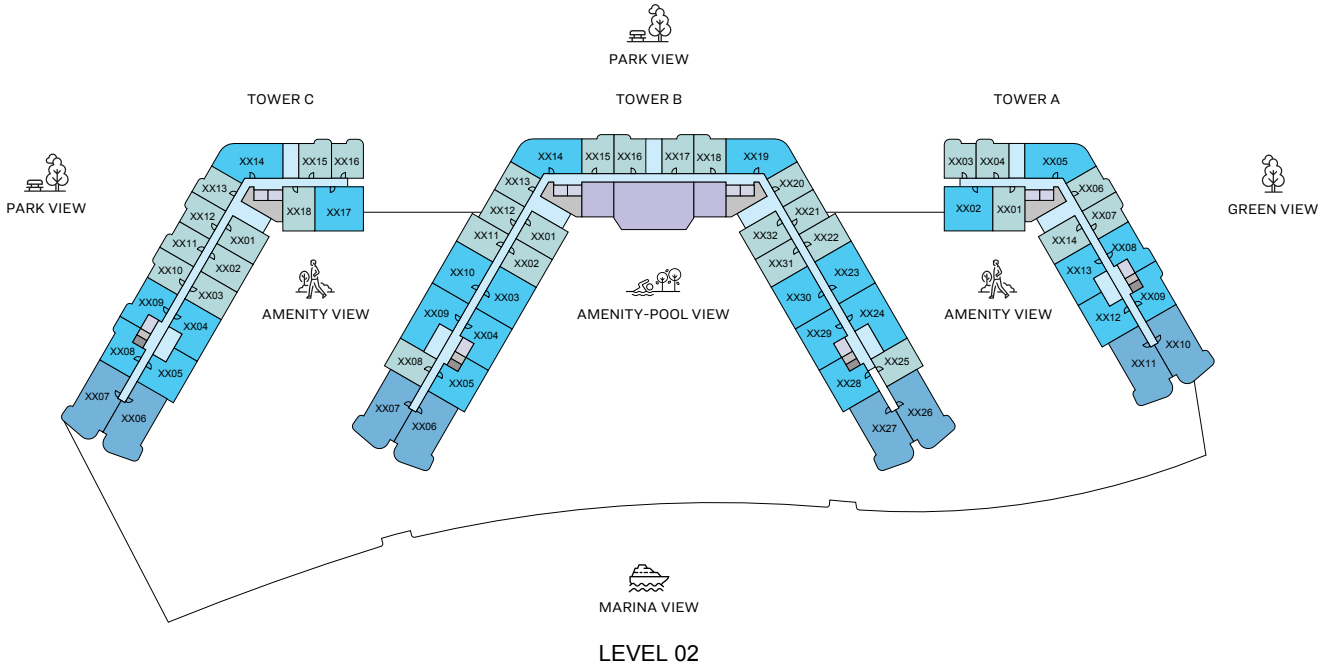 PARK VIEW
TOWER C
TOWER B
TOWER A
PARK VIEW
GREEN VIEW
XX14
XX15
XX16
XX13
XX12
XX11
XX10
XX09
XX08
XX07
XX06
XX05
XX04
XX03
XX02
XX01
XX18
XX17
AMENITY VIEW
XX14
XX15
XX16
XX17
XX18
XX19
XX13
XX12
XX11
XX10
XX09
XX08
XX07
XX06
XX05
XX04
XX03
XX02
XX01
AMENITY-POOL VIEW
XX20
XX21
XX22
XX23
XX24
XX25
XX26
XX27
XX28
XX29
XX30
XX31
XX32
AMENITY VIEW
XX03
XX04
XX05
XX02
XX01
XX06
XX07
XX08
XX09
XX10
XX11
XX12
XX13
XX14
MARINA VIEW
LEVEL 02